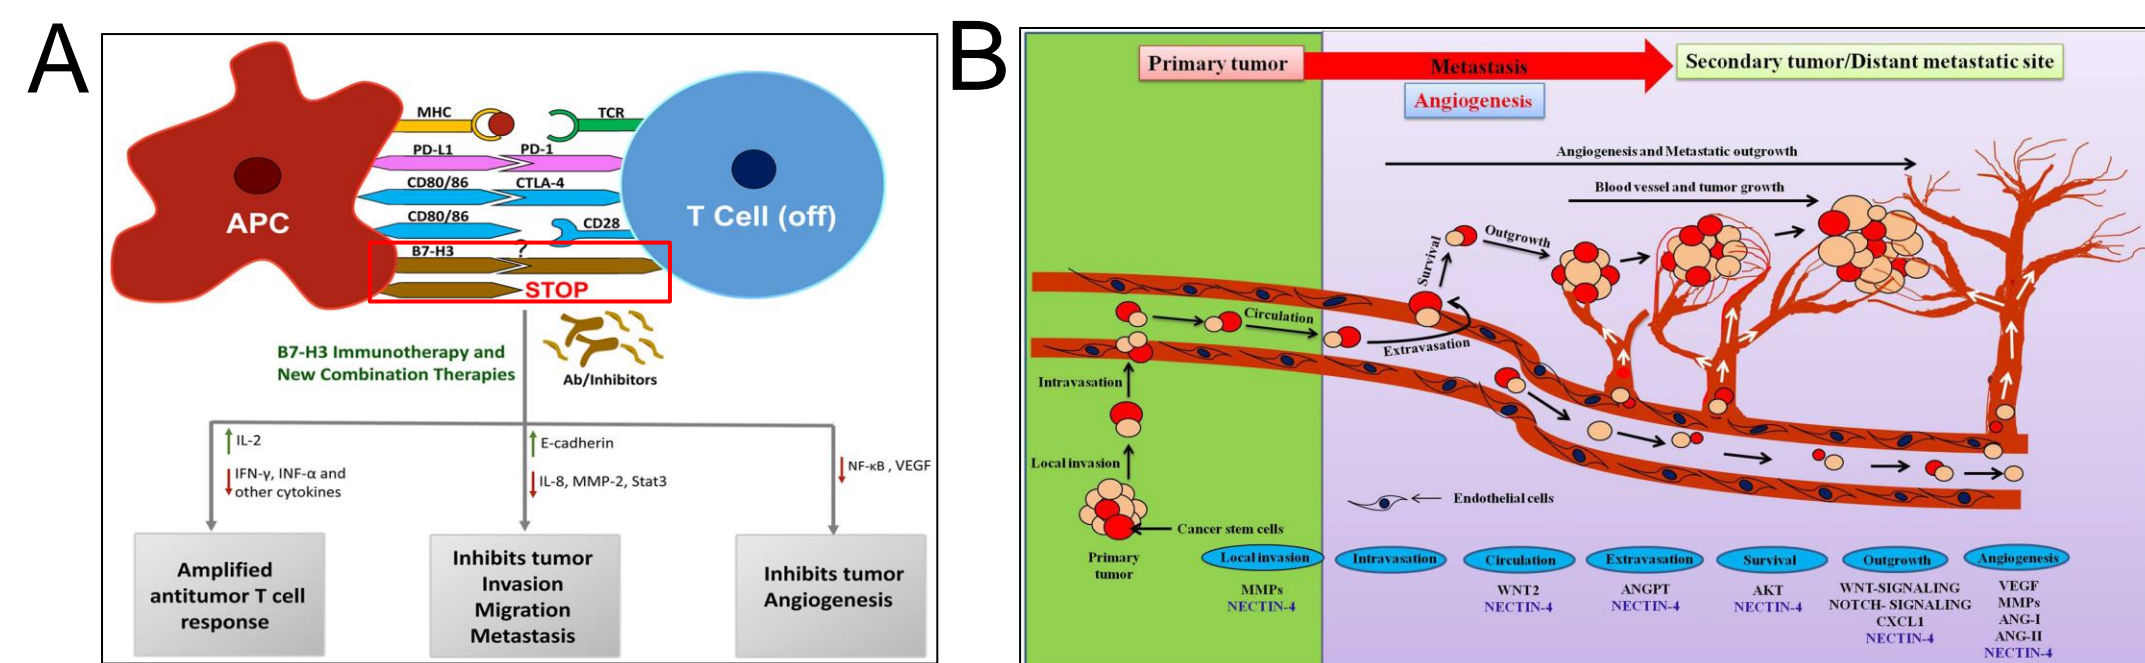 A
MHC
TCR
PD-L1
PD-1
CD80/86
CTLA-4
CD80/86
CD28
B7-H3
?
STOP
APC
T Cell (off)
B7-H3 Immunotherapy and
New Combination Therapies
Ab/Inhibitors
IL-2
IFN-γ, INF-α and
other cytokines
E-cadherin
IL-8, MMP-2, Stat3
NF-κB , VEGF
Amplified
antitumor T cell
response
Inhibits tumor
Invasion
Migration
Metastasis
Inhibits tumor
Angiogenesis
B
Primary tumor
Metastasis
Secondary tumor/Distant metastatic site
Angiogenesis
Angiogenesis and Metastatic outgrowth
Blood vessel and tumor growth
Survival
Outgrowth
Circulation
Extravasation
Intravasation
Local invasion
Endothelial cells
Cancer stem cells
Primary
tumor
Local invasion
MMPs
NECTIN-4
Intravasation
Circulation
WNT2
NECTIN-4
Extravasation
ANGPT
NECTIN-4
Survival
AKT
NECTIN-4
Outgrowth
WNT-SIGNALING
NOTCH- SIGNALING
CXCL1
NECTIN-4
Angiogenesis
VEGF
MMPs
ANG-I
ANG-II
NECTIN-4